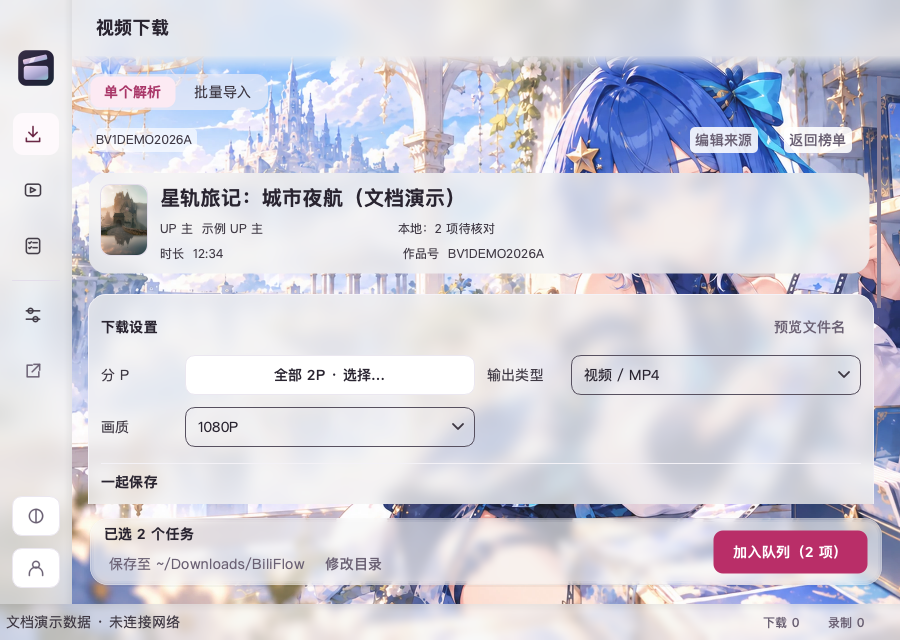 视频下载
单个解析 批量导入
BV1DEMO2026A 编辑来源 返回榜单
星轨旅记：城市夜航（文档演示）
UP 主 示例 UP 主 本地：2 项待核对
时长 12:34 作品号 BV1DEMO2026A
下载设置 预览文件名
分 P 全部 2P · 选择... 输出类型 视频 / MP4
画质 1080P
一起保存
已选 2 个任务
保存至 ~/Downloads/BiliFlow 修改目录
加入队列（2 项）
文档演示数据 · 未连接网络 下载 0 录制 0